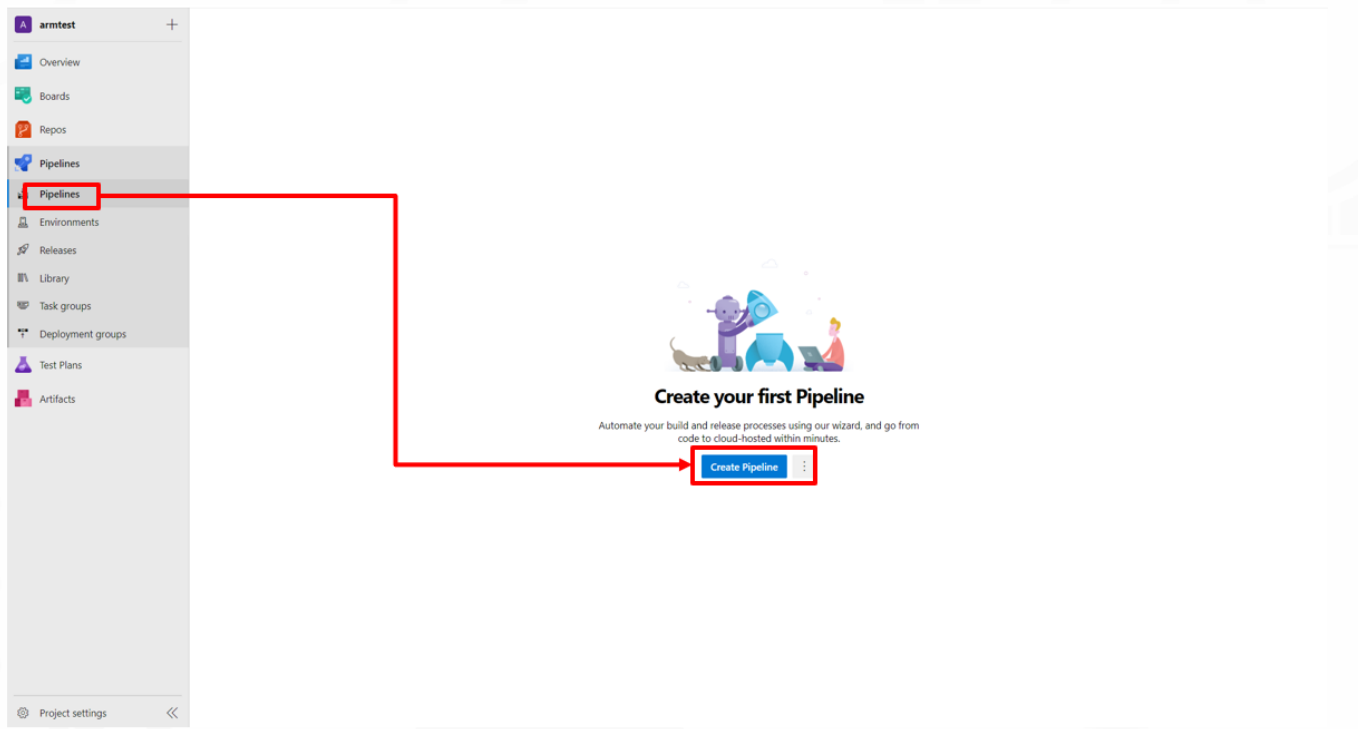 A armtest
Overview
Boards
Repos
Pipelines
Pipelines
Environments
Releases
Library
Task groups
Deployment groups
Test Plans
Artifacts
Create your first Pipeline
Automate your build and release processes using our wizard, and go from
code to cloud-hosted within minutes.
Create Pipeline
Project settings